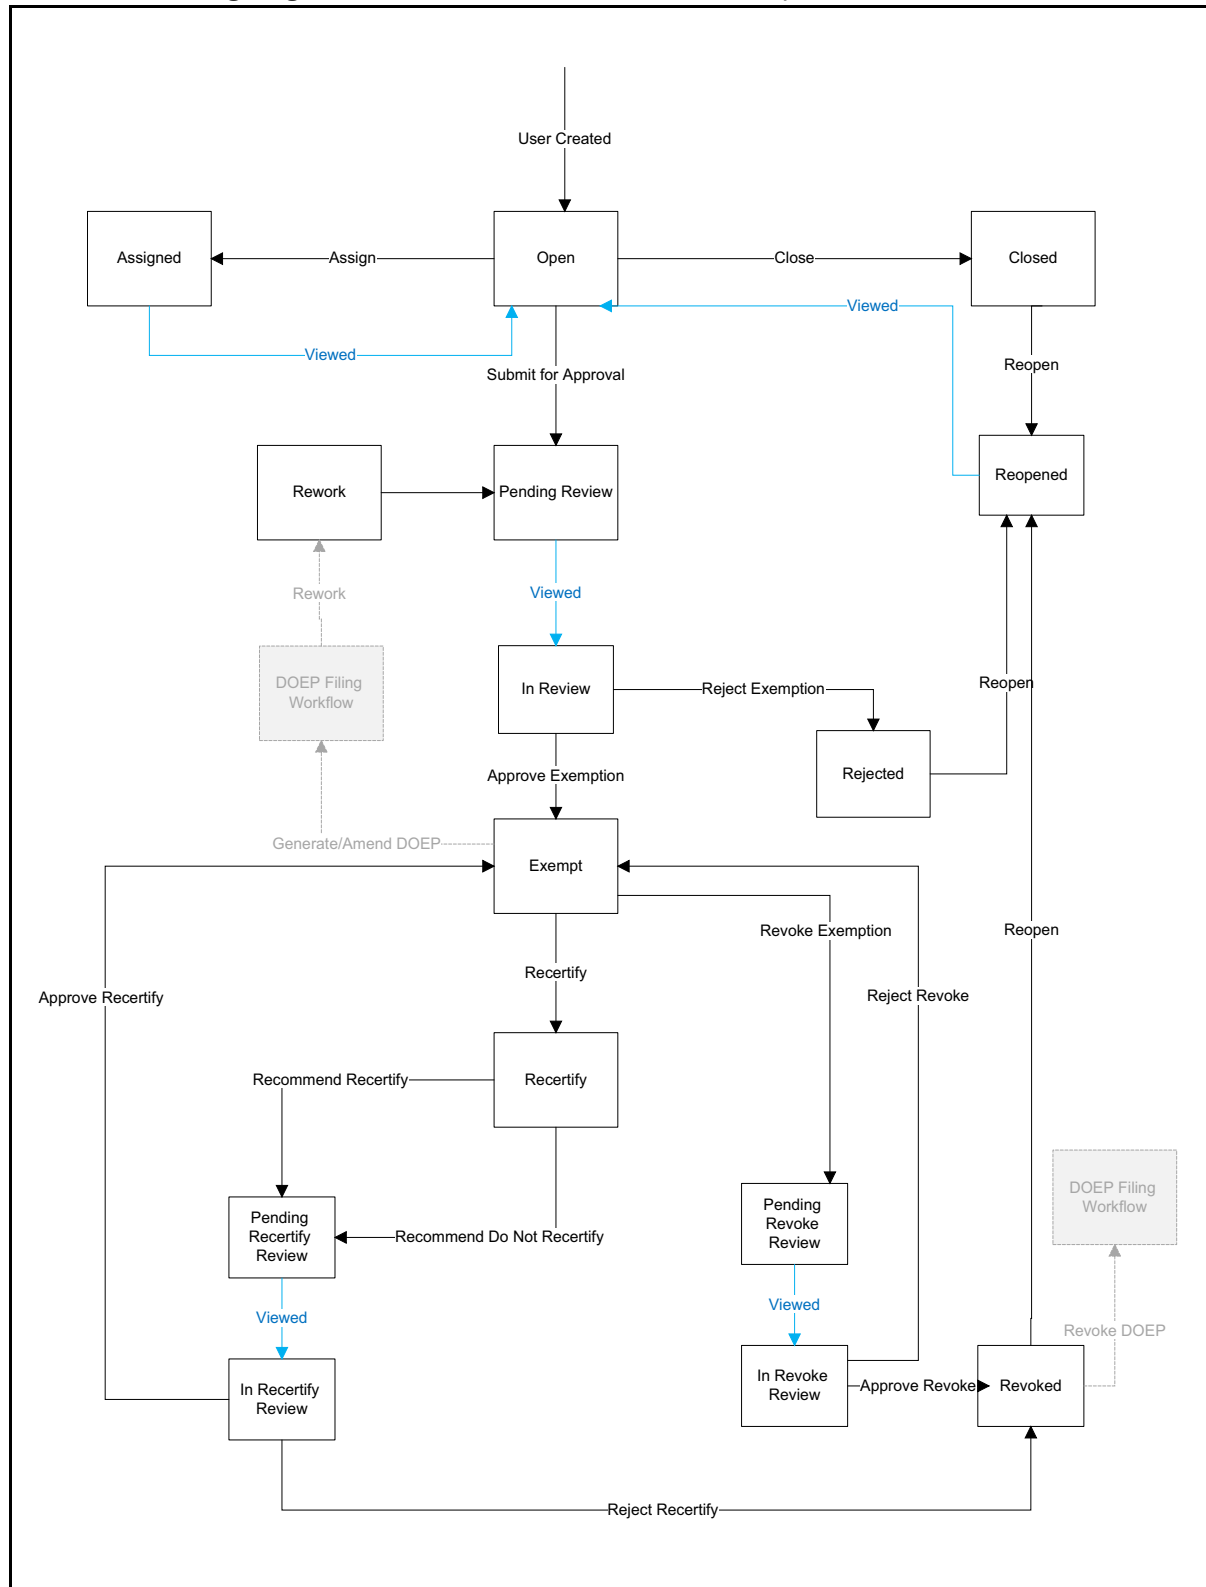 User Created
Assigned
Assign
Open
Close
Closed
Viewed
Viewed
Reopen
Submit for Approval
Rework
Pending Review
Reopened
Rework
Viewed
DOEP Filing
Workflow
In Review
Reject Exemption
Reopen
Approve Exemption
Rejected
Generate/Amend DOEP
Exempt
Revoke Exemption
Reopen
Recertify
Approve Recertify
Reject Revoke
Recommend Recertify
Recertify
Pending
Recertify
Review
Recommend Do Not Recertify
Pending
Revoke
Review
DOEP Filing
Workflow
Viewed
Viewed
Revoke DOEP
In Recertify
Review
In Revoke
Review
Approve Revoke
Revoked
Reject Recertify